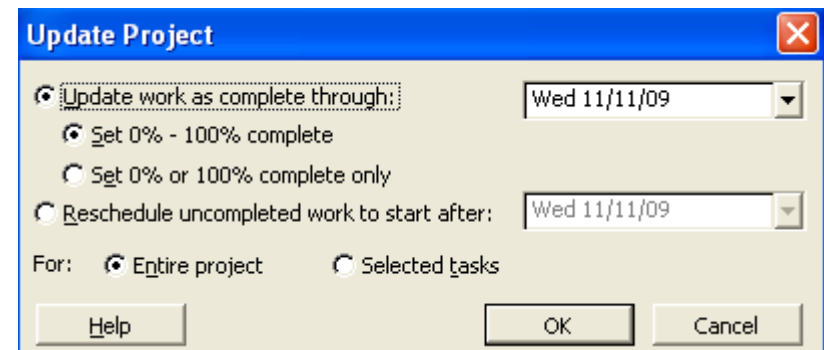 Update Project
Update work as complete through: Wed 11/11/09
Set 0% - 100% complete
Set 0% or 100% complete only
Reschedule uncompleted work to start after: Wed 11/11/09
For: Entire project Selected tasks
Help OK Cancel